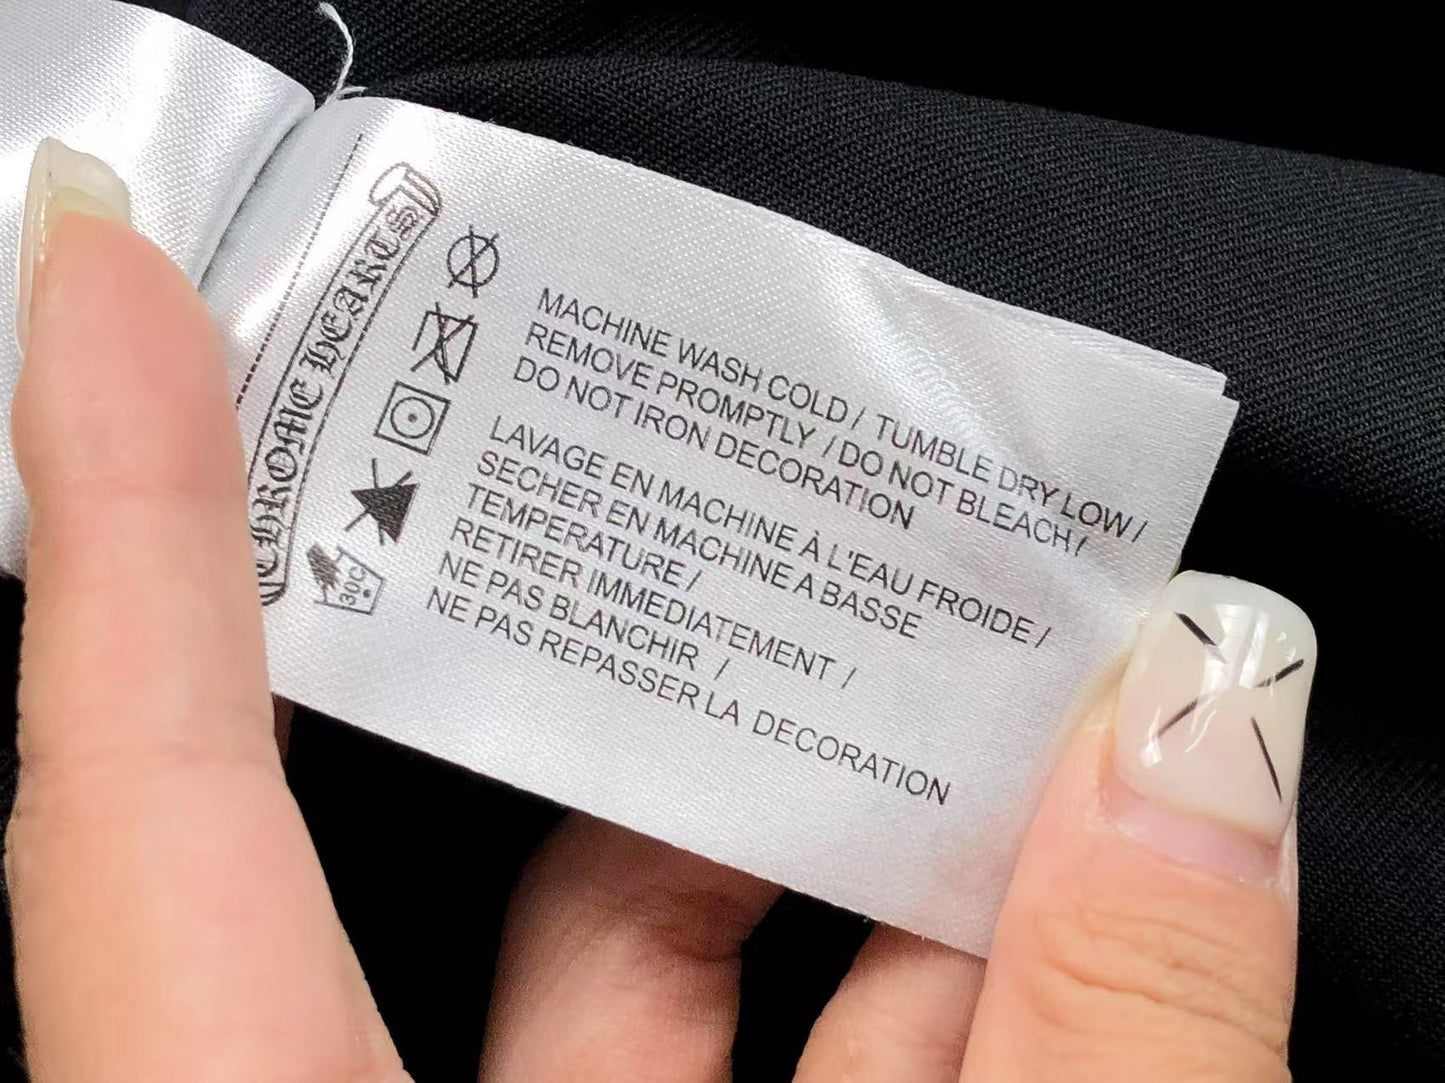 CHROME HEARTS
MACHINE WASH COLD / TUMBLE DRY LOW /
REMOVE PROMPTLY / DO NOT BLEACH /
DO NOT IRON DECORATION
LAVAGE EN MACHINE À L'EAU FROIDE /
SECHER EN MACHINE A BASSE
TEMPERATURE /
RETIRER IMMEDIATEMENT /
NE PAS BLANCHIR /
NE PAS REPASSER LA DECORATION
30C